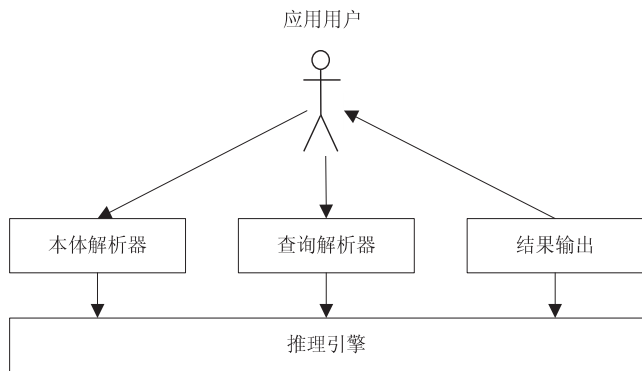 应用用户
本体解析器
查询解析器
结果输出
推理引擎